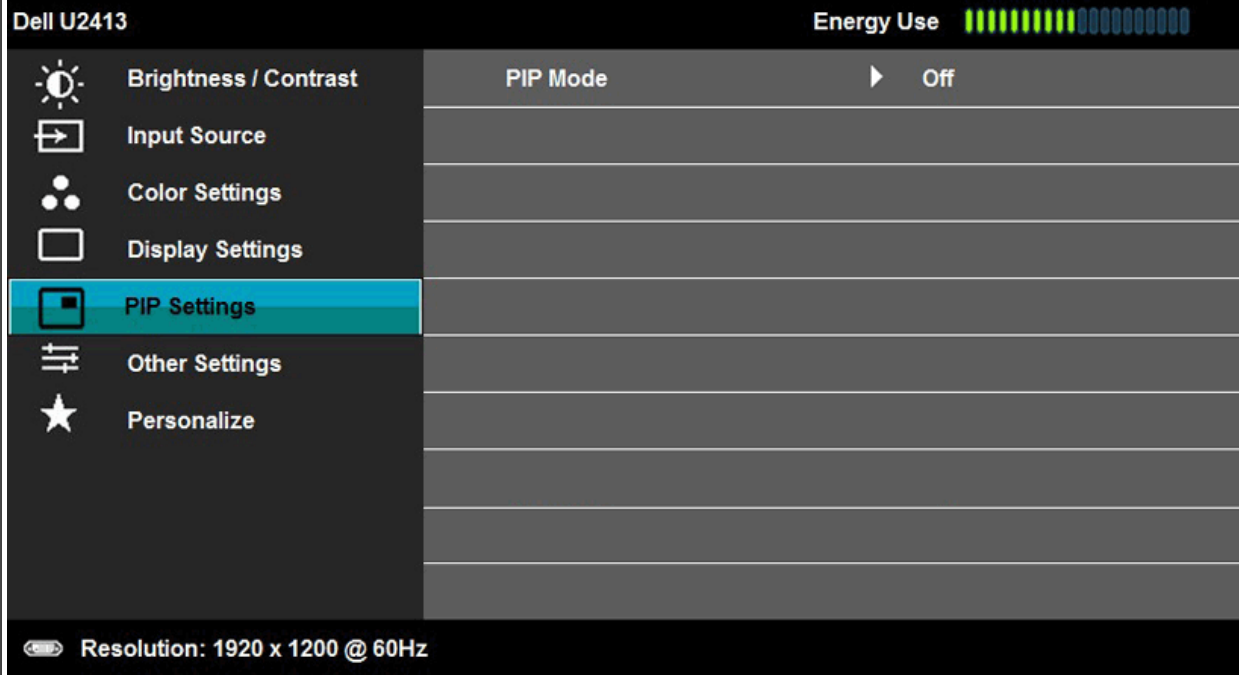 Dell U2413 Energy Use
Brightness / Contrast PIP Mode Off
Input Source
Color Settings
Display Settings
PIP Settings
Other Settings
Personalize
Resolution: 1920 x 1200 @ 60Hz